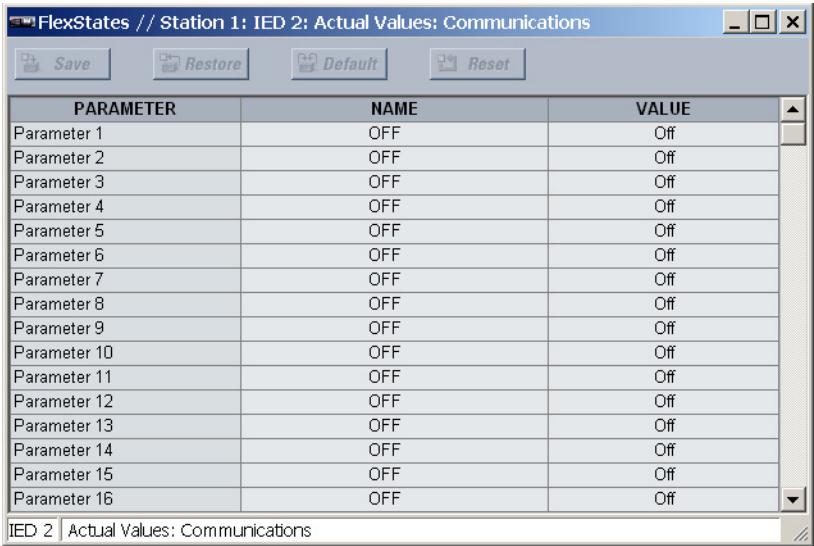 FlexStates // Station 1: IED 2: Actual Values: Communications
Save Restore Default Reset
PARAMETER NAME VALUE
Parameter 1 OFF Off
Parameter 2 OFF Off
Parameter 3 OFF Off
Parameter 4 OFF Off
Parameter 5 OFF Off
Parameter 6 OFF Off
Parameter 7 OFF Off
Parameter 8 OFF Off
Parameter 9 OFF Off
Parameter 10 OFF Off
Parameter 11 OFF Off
Parameter 12 OFF Off
Parameter 13 OFF Off
Parameter 14 OFF Off
Parameter 15 OFF Off
Parameter 16 OFF Off
IED 2 Actual Values: Communications